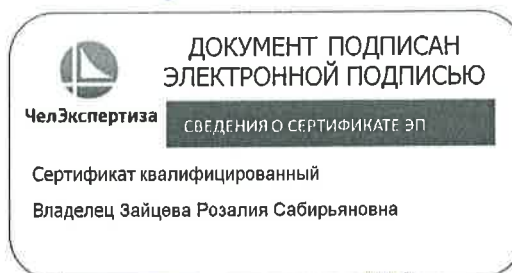 ДОКУМЕНТ ПОДПИСАН
ЭЛЕКТРОННОЙ ПОДПИСЬЮ
ЧелЭкспертиза
СВЕДЕНИЯ О СЕРТИФИКАТЕ ЭП
Сертификат квалифицированный
Владелец Зайцева Розалия Сабирьяновна